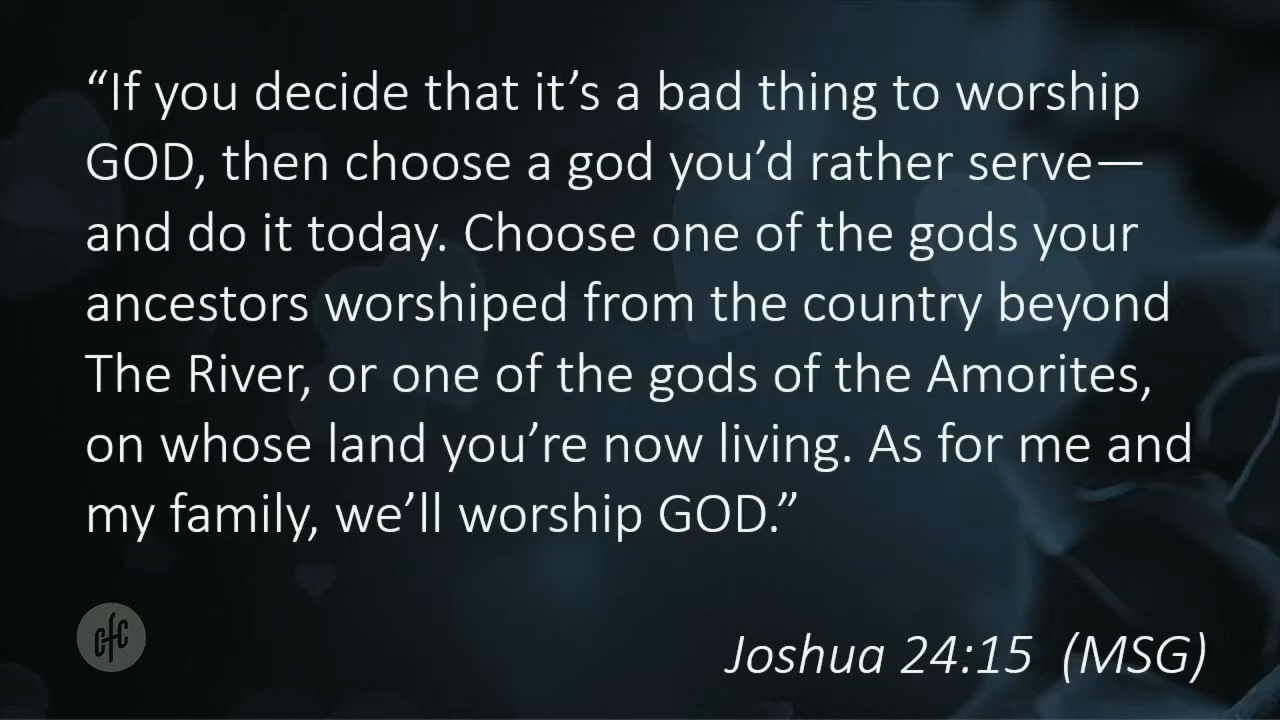 “If you decide that it’s a bad thing to worship
GOD, then choose a god you’d rather serve—
and do it today. Choose one of the gods your
ancestors worshiped from the country beyond
The River, or one of the gods of the Amorites,
on whose land you’re now living. As for me and
my family, we’ll worship GOD.”
cfc
Joshua 24:15 (MSG)